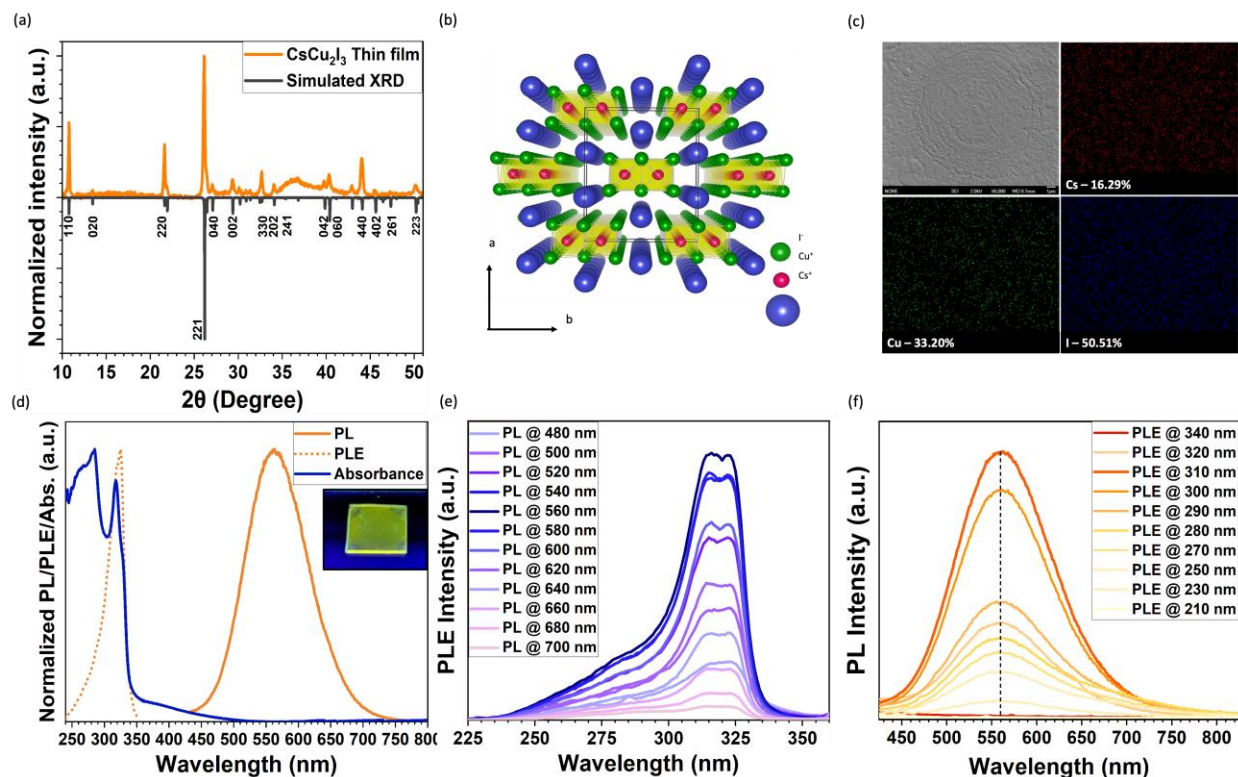 (a)
Normalized intensity (a.u.)
CsCu₂I₃ Thin film
Simulated XRD
110
020
220
221
040
002
330
202
241
042
060
440
402
261
223
10 15 20 25 30 35 40 45 50
2θ (Degree)
(b)
a
b
I⁻
Cu⁺
Cs⁺
(c)
Cs – 16.29%
Cu – 33.20%
I – 50.51%
(d)
Normalized PL/PLE/Abs. (a.u.)
PL
PLE
Absorbance
250 300 350 400 450 500 550 600 650 700 750 800
Wavelength (nm)
(e)
PLE Intensity (a.u.)
PL @ 480 nm
PL @ 500 nm
PL @ 520 nm
PL @ 540 nm
PL @ 560 nm
PL @ 580 nm
PL @ 600 nm
PL @ 620 nm
PL @ 640 nm
PL @ 660 nm
PL @ 680 nm
PL @ 700 nm
225 250 275 300 325 350
Wavelength (nm)
(f)
PL Intensity (a.u.)
PLE @ 340 nm
PLE @ 320 nm
PLE @ 310 nm
PLE @ 300 nm
PLE @ 290 nm
PLE @ 280 nm
PLE @ 270 nm
PLE @ 250 nm
PLE @ 230 nm
PLE @ 210 nm
450 500 550 600 650 700 750 800
Wavelength (nm)